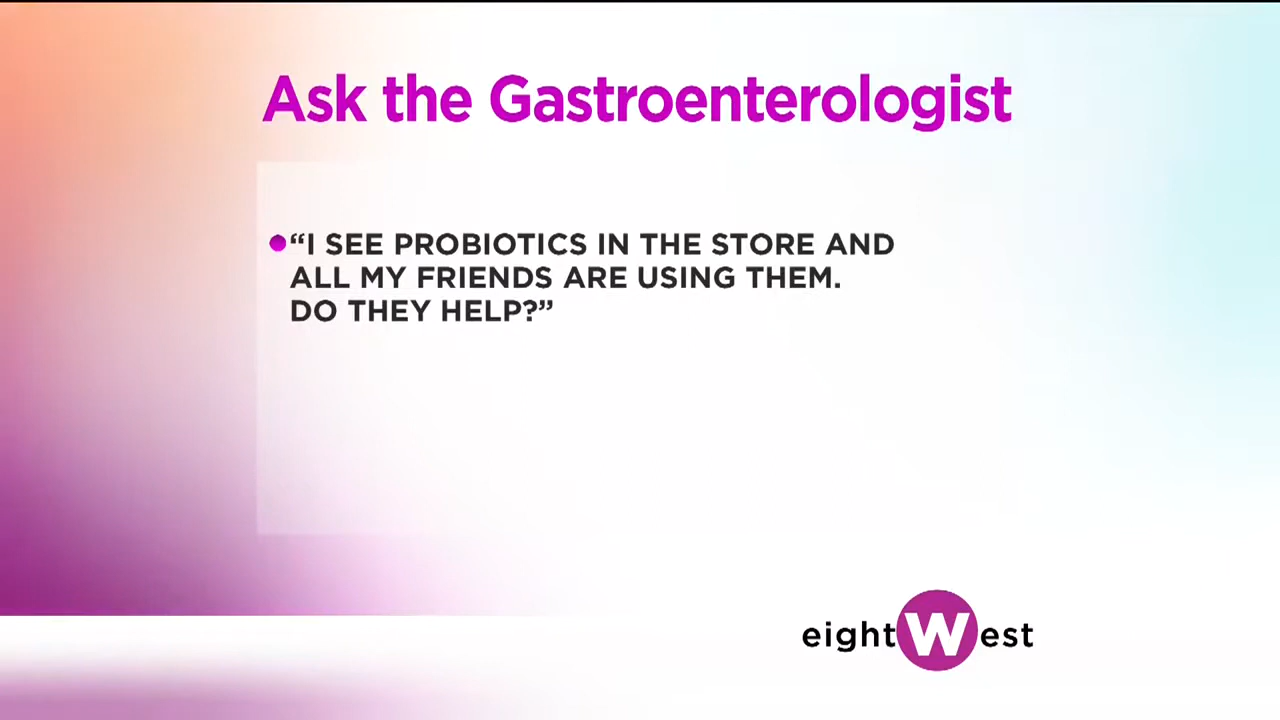 Ask the Gastroenterologist
•“I SEE PROBIOTICS IN THE STORE AND
ALL MY FRIENDS ARE USING THEM.
DO THEY HELP?”
eightWest